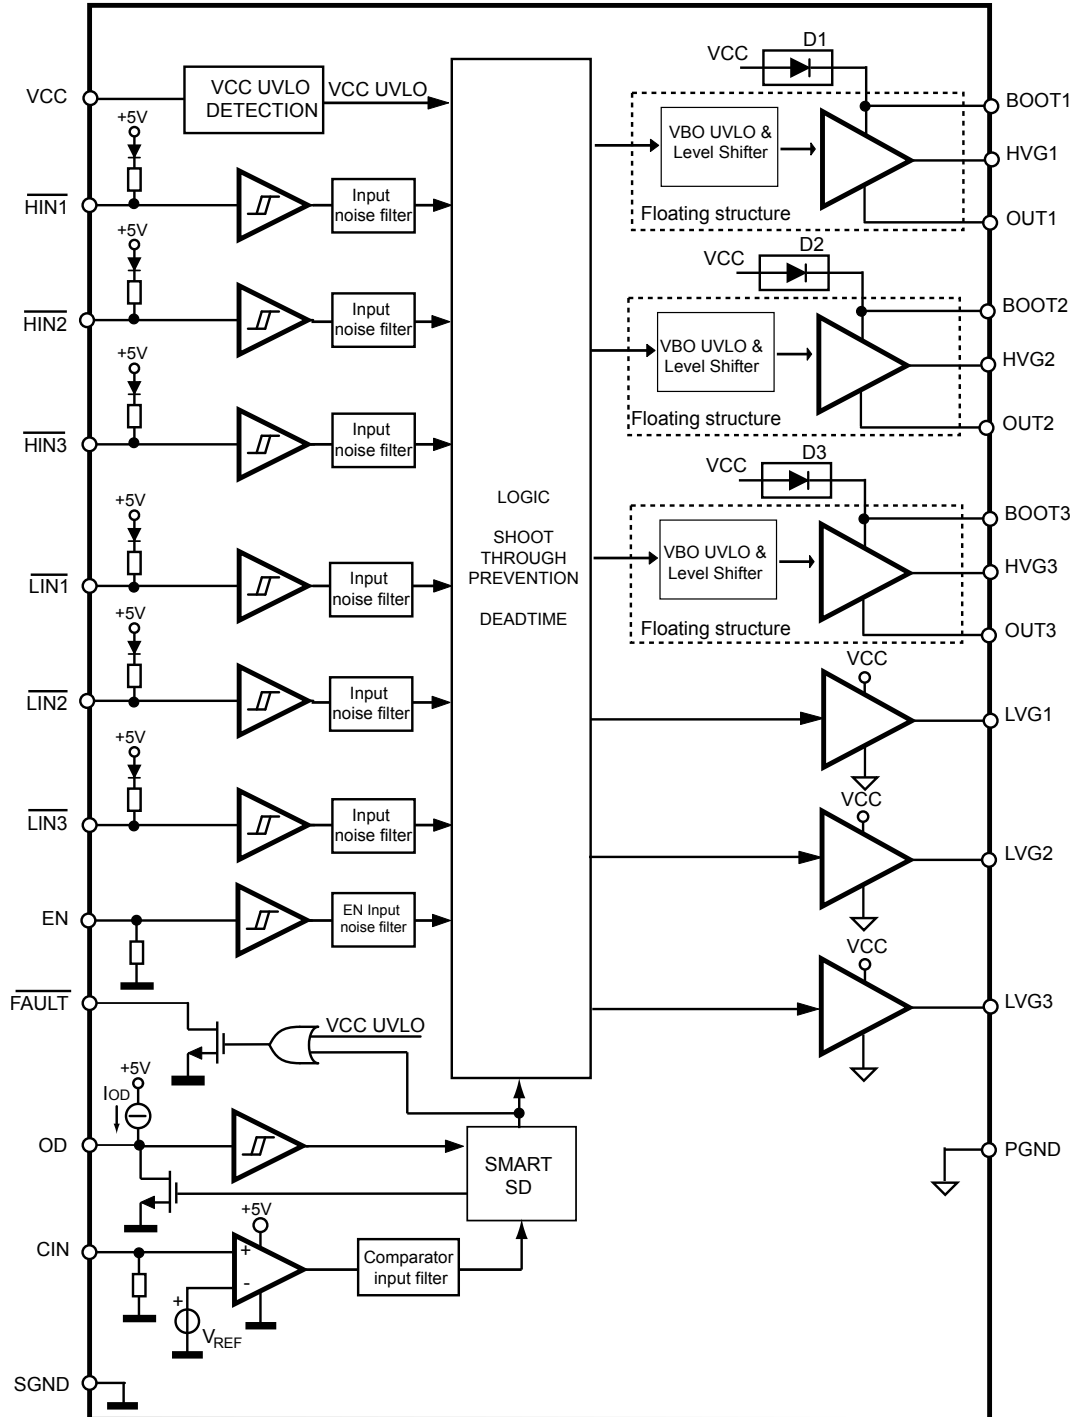 VCC
VCC UVLO
DETECTION
VCC UVLO
+5V
HIN1
Input
noise filter
+5V
HIN2
Input
noise filter
+5V
HIN3
Input
noise filter
+5V
LIN1
Input
noise filter
+5V
LIN2
Input
noise filter
+5V
LIN3
Input
noise filter
EN
EN Input
noise filter
FAULT
VCC UVLO
+5V
IOD
OD
SMART
SD
+5V
CIN
+
-
Comparator
input filter
+
VREF
SGND
LOGIC
SHOOT
THROUGH
PREVENTION
DEADTIME
D1
VCC
BOOT1
VBO UVLO &
Level Shifter
HVG1
Floating structure
OUT1
D2
VCC
BOOT2
VBO UVLO &
Level Shifter
HVG2
Floating structure
OUT2
D3
VCC
BOOT3
VBO UVLO &
Level Shifter
HVG3
Floating structure
OUT3
VCC
LVG1
VCC
LVG2
VCC
LVG3
PGND